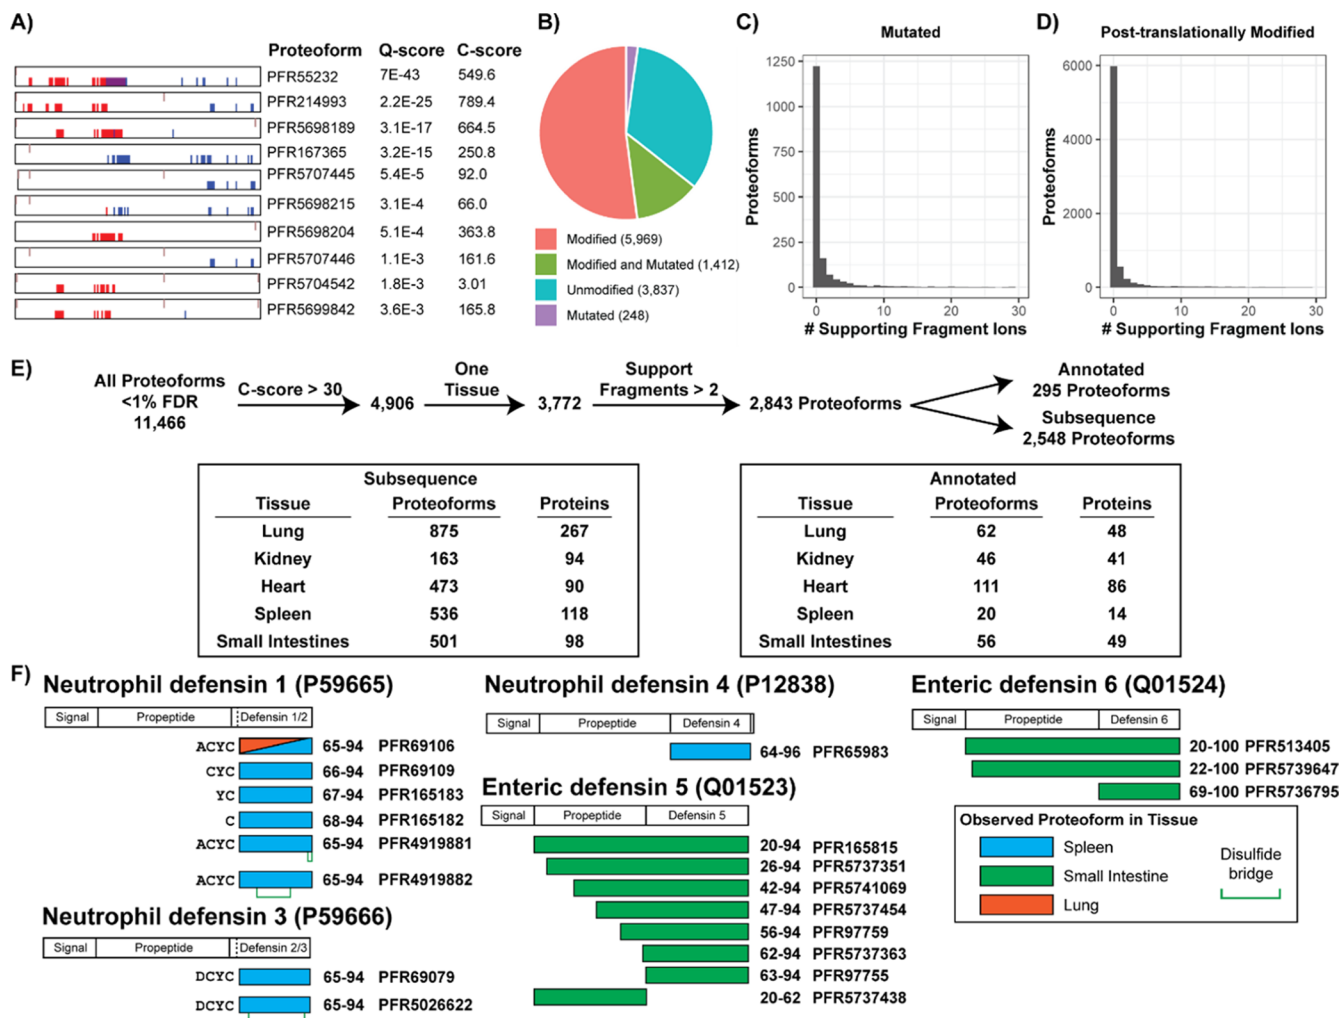 A)
Proteoform Q-score C-score
PFR55232 7E-43 549.6
PFR214993 2.2E-25 789.4
PFR5698189 3.1E-17 664.5
PFR167365 3.2E-15 250.8
PFR5707445 5.4E-5 92.0
PFR5698215 3.1E-4 66.0
PFR5698204 5.1E-4 363.8
PFR5707446 1.1E-3 161.6
PFR5704542 1.8E-3 3.01
PFR5699842 3.6E-3 165.8
B)
Modified (5,969)
Modified and Mutated (1,412)
Unmodified (3,837)
Mutated (248)
C)
Mutated
Proteoforms
1250
1000
750
500
250
0
0 10 20 30
# Supporting Fragment Ions
D)
Post-translationally Modified
Proteoforms
6000
4000
2000
0
0 10 20 30
# Supporting Fragment Ions
E)
All Proteoforms
<1% FDR
11,466
C-score > 30
4,906
One
Tissue
3,772
Support
Fragments > 2
2,843 Proteoforms
Annotated
295 Proteoforms
Subsequence
2,548 Proteoforms
Subsequence
Tissue Proteoforms Proteins
Lung 875 267
Kidney 163 94
Heart 473 90
Spleen 536 118
Small Intestines 501 98
Annotated
Tissue Proteoforms Proteins
Lung 62 48
Kidney 46 41
Heart 111 86
Spleen 20 14
Small Intestines 56 49
F)
Neutrophil defensin 1 (P59665)
Signal Propeptide Defensin 1/2
ACYC 65-94 PFR69106
CYC 66-94 PFR69109
YC 67-94 PFR165183
C 68-94 PFR165182
ACYC 65-94 PFR4919881
ACYC 65-94 PFR4919882
Neutrophil defensin 3 (P59666)
Signal Propeptide Defensin 2/3
DCYC 65-94 PFR69079
DCYC 65-94 PFR5026622
Neutrophil defensin 4 (P12838)
Signal Propeptide Defensin 4
64-96 PFR65983
Enteric defensin 5 (Q01523)
Signal Propeptide Defensin 5
20-94 PFR165815
26-94 PFR5737351
42-94 PFR5741069
47-94 PFR5737454
56-94 PFR97759
62-94 PFR5737363
63-94 PFR97755
20-62 PFR5737438
Enteric defensin 6 (Q01524)
Signal Propeptide Defensin 6
20-100 PFR513405
22-100 PFR5739647
69-100 PFR5736795
Observed Proteoform in Tissue
Spleen
Small Intestine
Lung
Disulfide
bridge